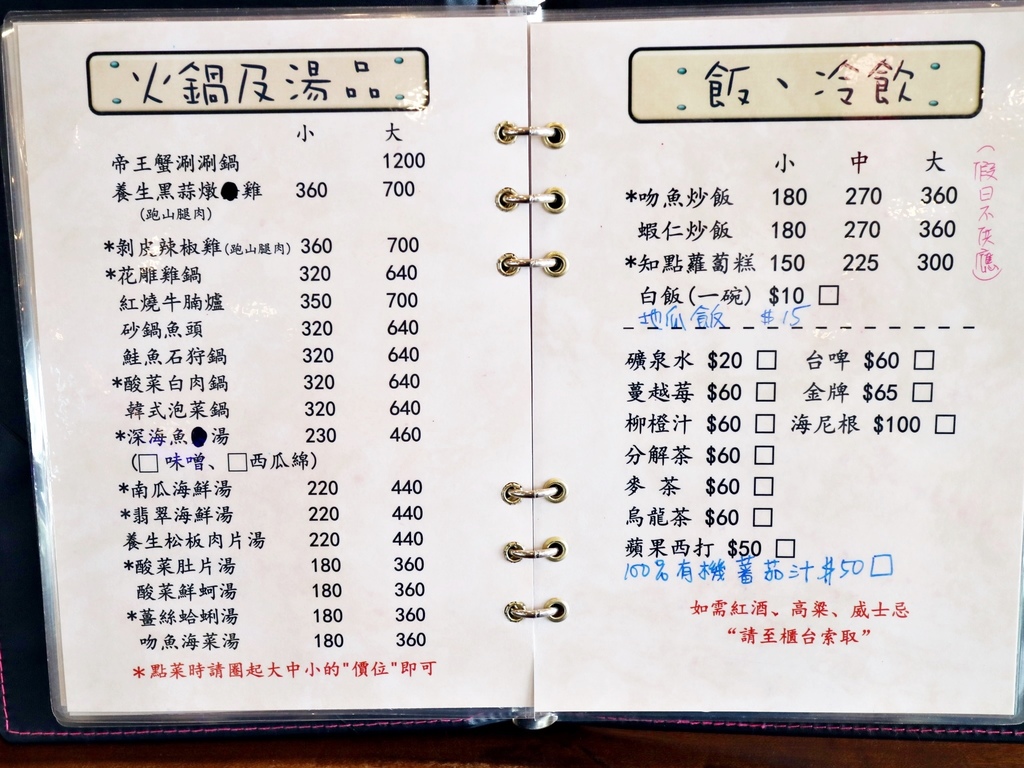 火鍋及湯品
小 大
帝王蟹涮涮鍋 1200
養生黑蒜燉雞 360 700
(跑山腿肉)
*剝皮辣椒雞(跑山腿肉) 360 700
*花雕雞鍋 320 640
紅燒牛腩爐 350 700
砂鍋魚頭 320 640
鮭魚石狩鍋 320 640
*酸菜白肉鍋 320 640
韓式泡菜鍋 320 640
*深海魚湯 230 460
(□ 味噌、□西瓜綿)
*南瓜海鮮湯 220 440
*翡翠海鮮湯 220 440
養生松板肉片湯 220 440
*酸菜肚片湯 180 360
酸菜鮮蚵湯 180 360
*薑絲蛤蜊湯 180 360
吻魚海菜湯 180 360
*點菜時請圈起大中小的"價位"即可
飯、冷飲
(假日不供應)
小 中 大
*吻魚炒飯 180 270 360
蝦仁炒飯 180 270 360
*知點蘿蔔糕 150 225 300
白飯(一碗) $10 □
地瓜飯 $15
礦泉水 $20 □ 台啤 $60 □
蔓越莓 $60 □ 金牌 $65 □
柳橙汁 $60 □ 海尼根 $100 □
分解茶 $60 □
麥 茶 $60 □
烏龍茶 $60 □
蘋果西打 $50 □
100%有機蕃茄汁 $50 □
如需紅酒、高粱、威士忌
“請至櫃台索取”